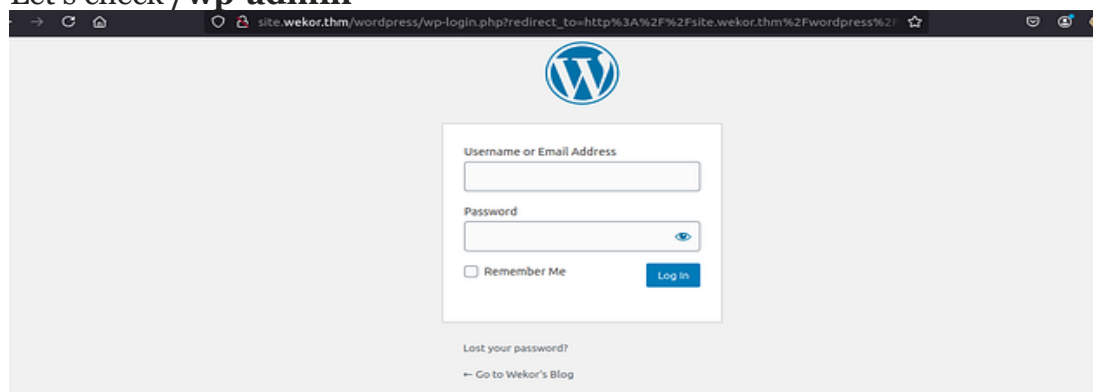 Let's check /wp-admin
site.wekor.thm/wordpress/wp-login.php?redirect_to=http%3A%2F%2Fsite.wekor.thm%2Fwordpress%2F
Username or Email Address
Password
Remember Me
Log In
Lost your password?
← Go to Wekor's Blog